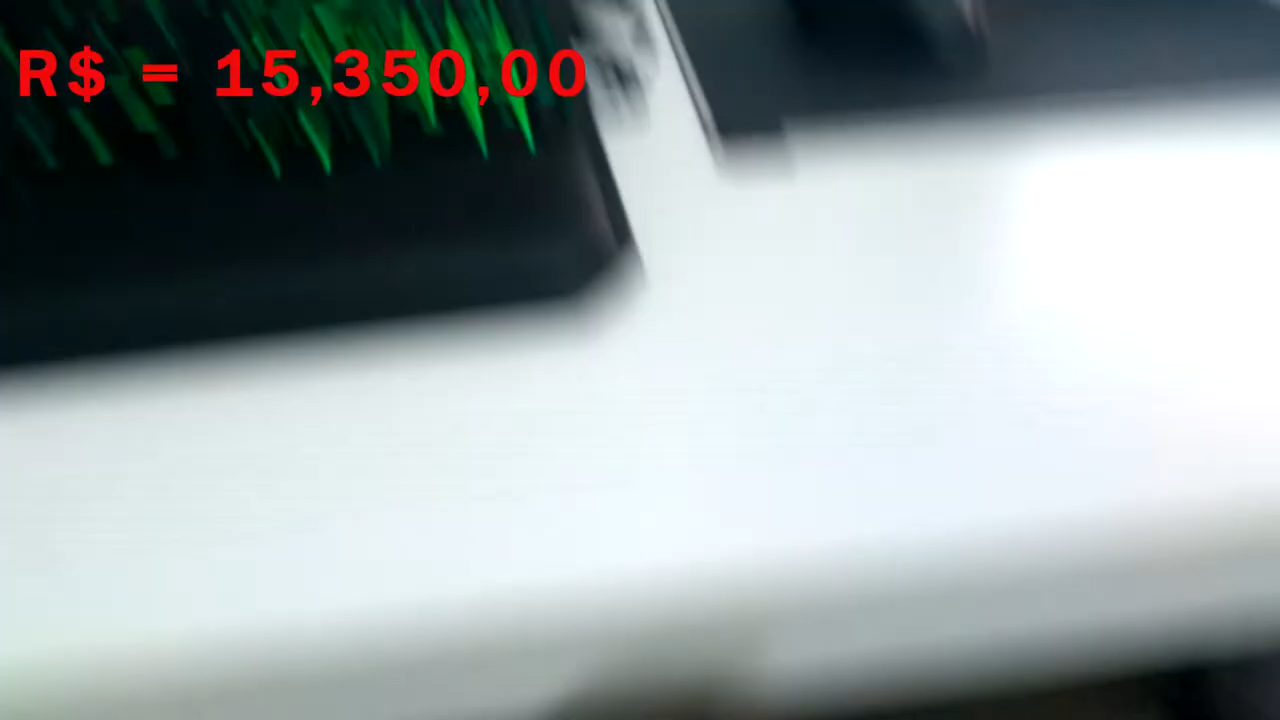 R$ = 15,350,00